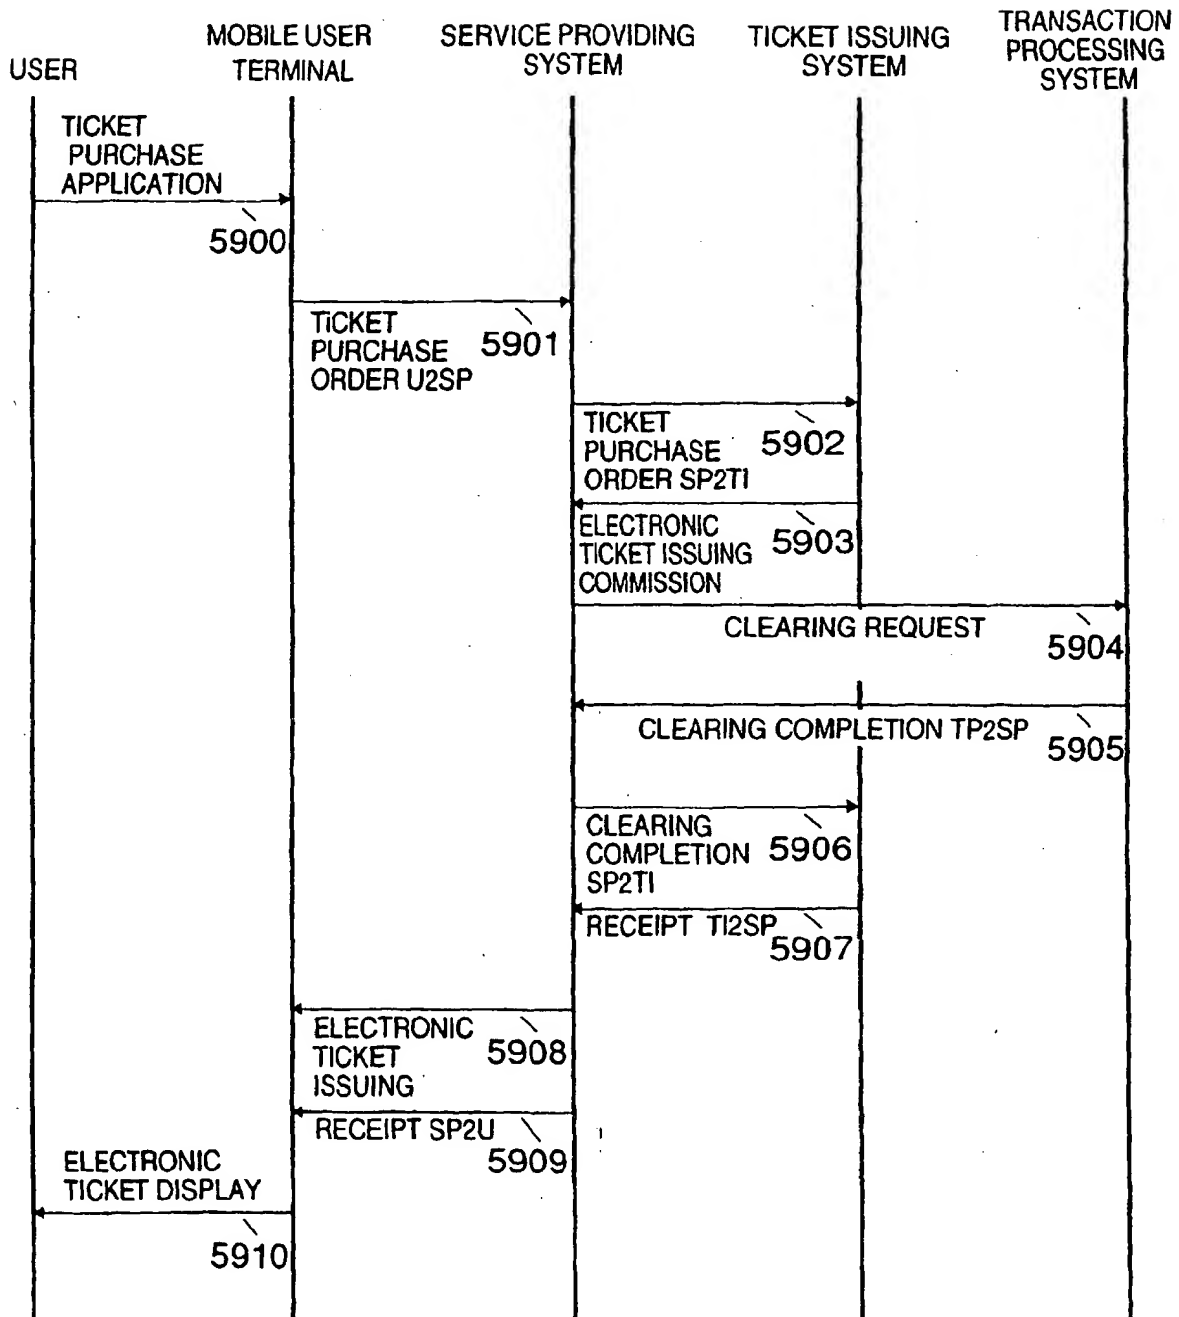 USER
MOBILE USER
TERMINAL
SERVICE PROVIDING
SYSTEM
TICKET ISSUING
SYSTEM
TRANSACTION
PROCESSING
SYSTEM
TICKET
PURCHASE
APPLICATION
5900
TICKET
PURCHASE
ORDER U2SP
5901
TICKET
PURCHASE
ORDER SP2TI
5902
ELECTRONIC
TICKET ISSUING
COMMISSION
5903
CLEARING REQUEST
5904
CLEARING COMPLETION TP2SP
5905
CLEARING
COMPLETION
SP2TI
5906
RECEIPT TI2SP
5907
ELECTRONIC
TICKET
ISSUING
5908
RECEIPT SP2U
5909
ELECTRONIC
TICKET DISPLAY
5910